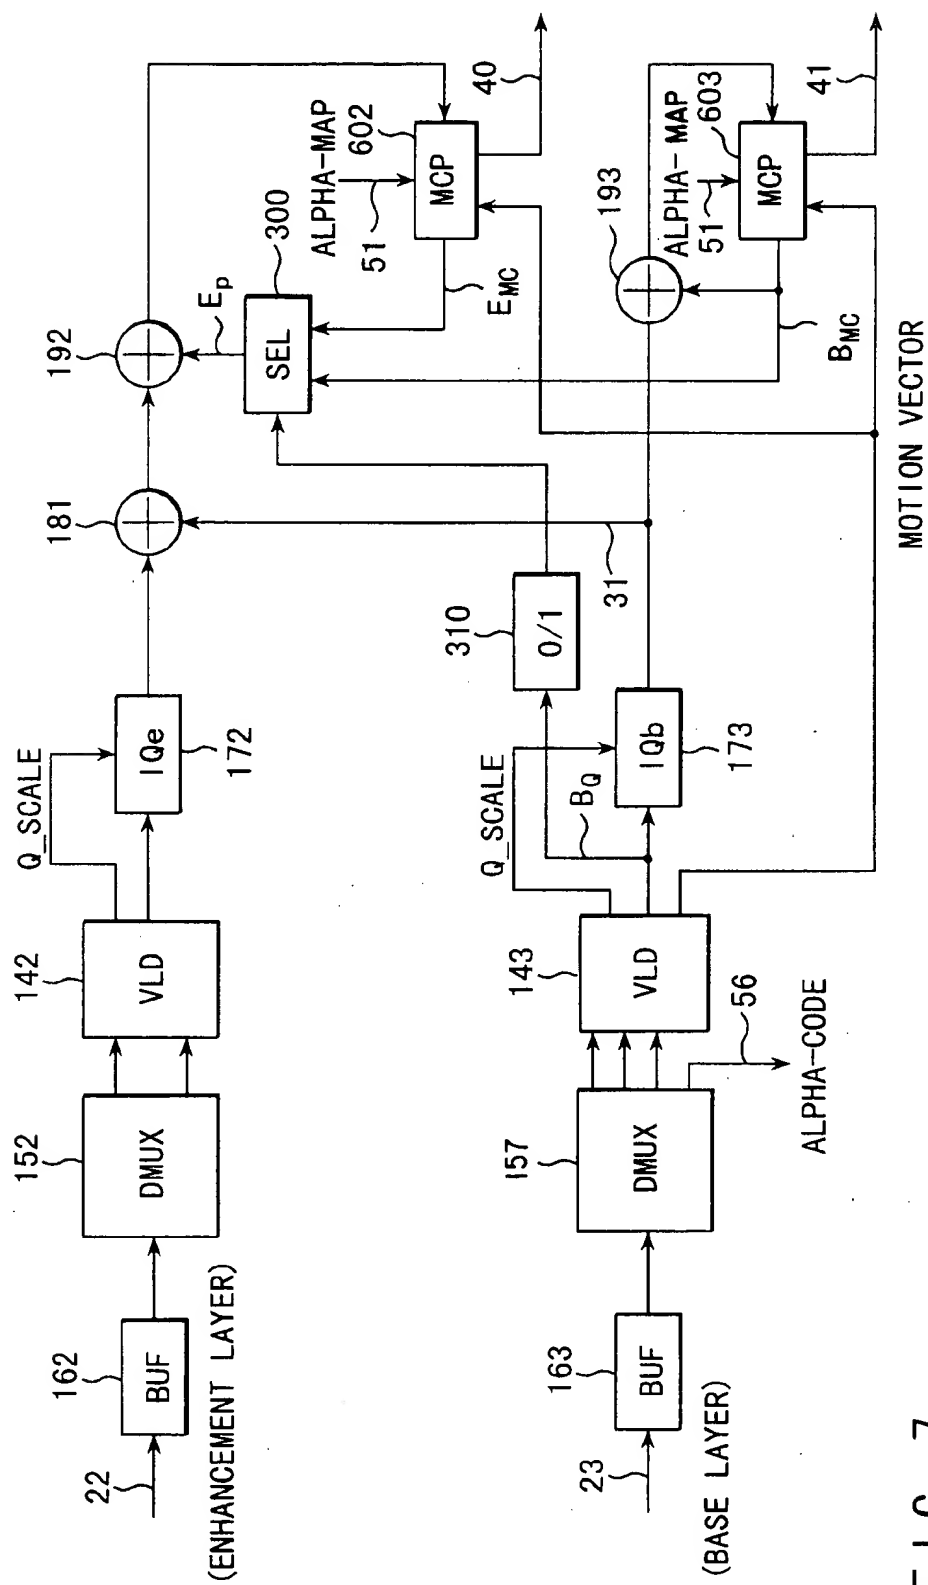 22
162
BUF
(ENHANCEMENT LAYER)
152
DMUX
142
VLD
Q_SCALE
IQe
172
181
192
Ep
300
SEL
EMC
ALPHA-MAP
51
602
MCP
40
23
163
BUF
(BASE LAYER)
157
DMUX
56
ALPHA-CODE
143
VLD
Q_SCALE
BQ
IQb
173
310
0/1
31
193
ALPHA-MAP
51
603
MCP
BMC
41
MOTION VECTOR
FIG. 7